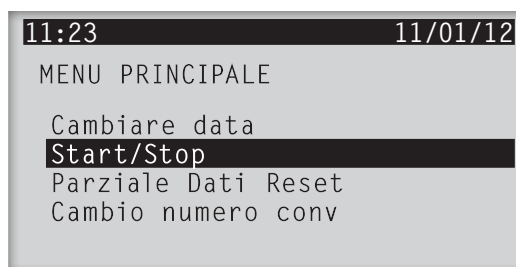 11:23 11/01/12
MENU PRINCIPALE
Cambiare data
Start/Stop
Parziale Dati Reset
Cambio numero conv